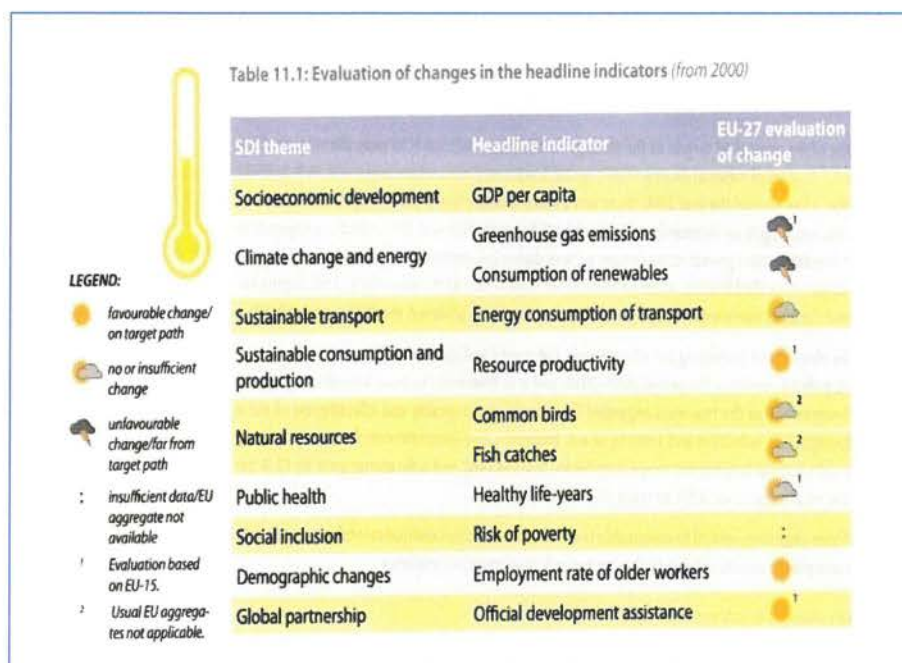 Table 11.1: Evaluation of changes in the headline indicators (from 2000)
SDI theme Headline indicator EU-27 evaluation
of change
Socioeconomic development GDP per capita
Climate change and energy Greenhouse gas emissions 1
Consumption of renewables
Sustainable transport Energy consumption of transport
Sustainable consumption and
production Resource productivity 1
Natural resources Common birds 2
Fish catches 2
Public health Healthy life-years 1
Social inclusion Risk of poverty :
Demographic changes Employment rate of older workers
Global partnership Official development assistance 1
LEGEND:
favourable change/
on target path
no or insufficient
change
unfavourable
change/far from
target path
: insufficient data/EU
aggregate not
available
1 Evaluation based
on EU-15.
2 Usual EU aggrega-
tes not applicable.